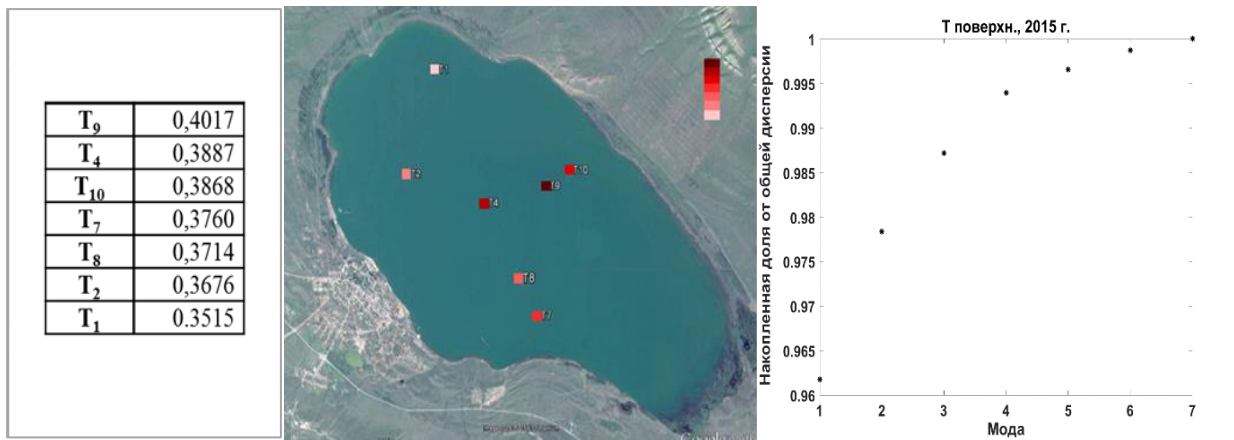 T9 0,4017
T4 0,3887
T10 0,3868
T7 0,3760
T8 0,3714
T2 0,3676
T1 0.3515
T1
T2
T10
T9
T4
T8
T7
Т поверхн., 2015 г.
Накопленная доля от общей дисперсии
1
0.995
0.99
0.985
0.98
0.975
0.97
0.965
0.96
1 2 3 4 5 6 7
Мода